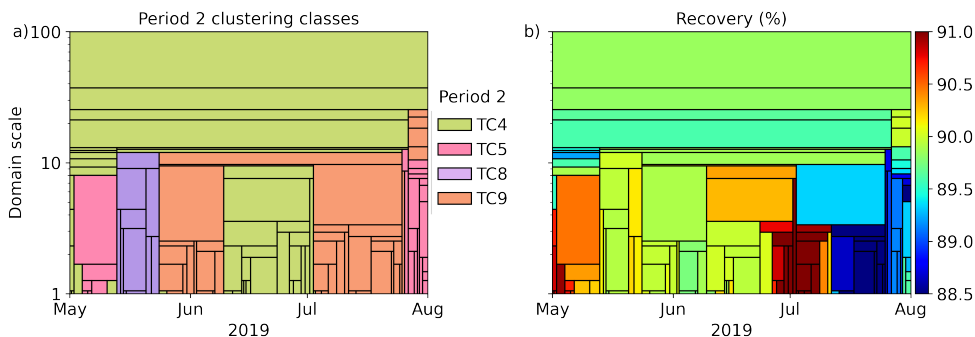 Period 2 clustering classes
Recovery (%)
a)
b)
100
10
1
Domain scale
May
Jun
Jul
Aug
2019
Period 2
TC4
TC5
TC8
TC9
May
Jun
Jul
Aug
2019
91.0
90.5
90.0
89.5
89.0
88.5